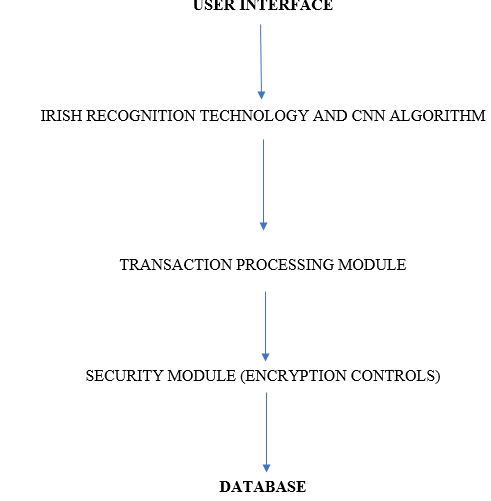 USER INTERFACE
IRISH RECOGNITION TECHNOLOGY AND CNN ALGORITHM
TRANSACTION PROCESSING MODULE
SECURITY MODULE (ENCRYPTION CONTROLS)
DATABASE